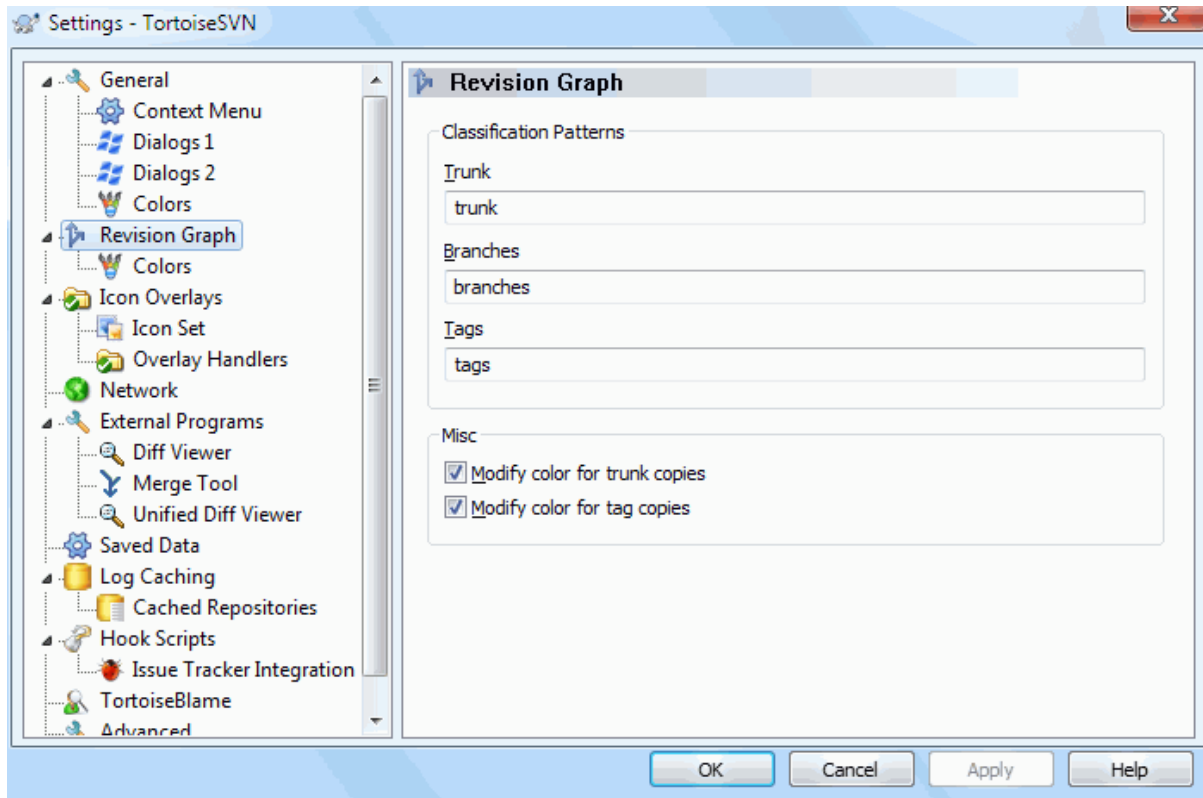 Settings - TortoiseSVN
X
General
Context Menu
Dialogs 1
Dialogs 2
Colors
Revision Graph
Colors
Icon Overlays
Icon Set
Overlay Handlers
Network
External Programs
Diff Viewer
Merge Tool
Unified Diff Viewer
Saved Data
Log Caching
Cached Repositories
Hook Scripts
Issue Tracker Integration
TortoiseBlame
Advanced
Revision Graph
Classification Patterns
Trunk
trunk
Branches
branches
Tags
tags
Misc
Modify color for trunk copies
Modify color for tag copies
OK Cancel Apply Help